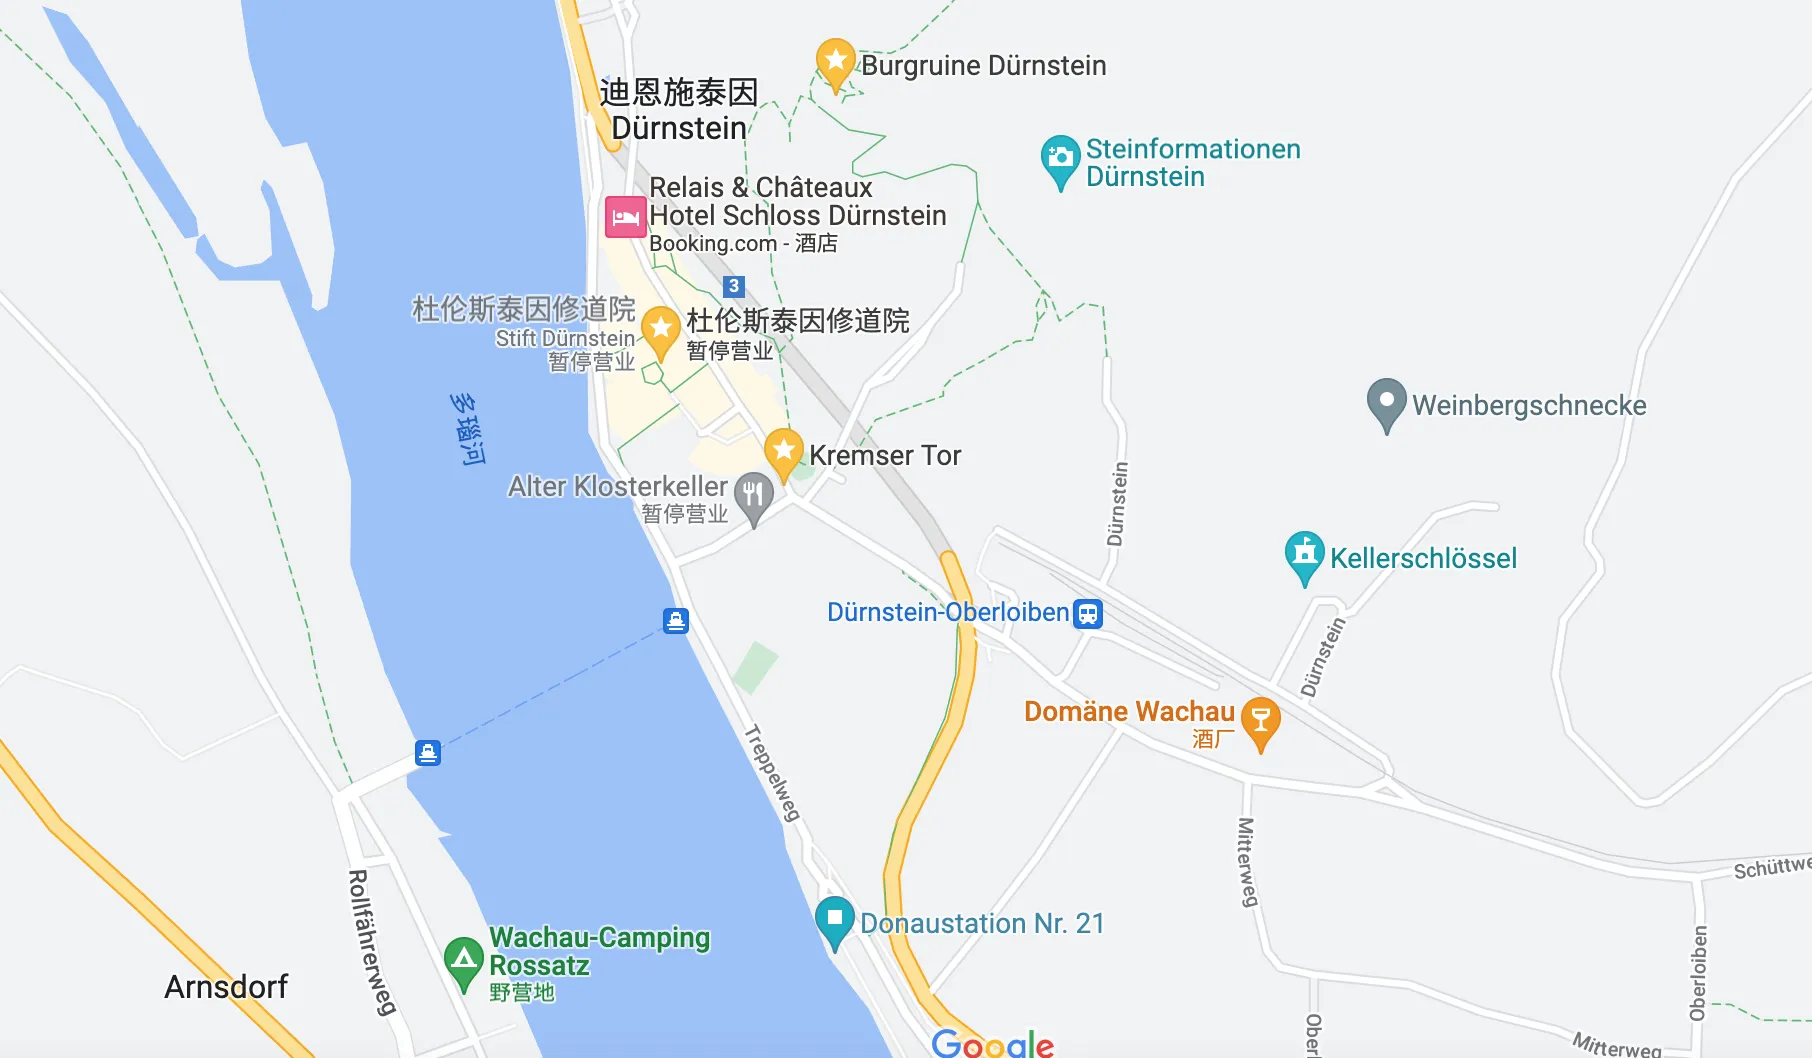 Burgruine Dürnstein
迪恩施泰因
Dürnstein
Steinformationen
Dürnstein
Relais & Châteaux
Hotel Schloss Dürnstein
Booking.com - 酒店
3
杜伦斯泰因修道院
Stift Dürnstein
暂停营业
杜伦斯泰因修道院
暂停营业
多瑙河
Weinbergschnecke
Kremser Tor
Alter Klosterkeller
暂停营业
Dürnstein
Kellerschlössel
Dürnstein-Oberloiben
Dürnstein
Domäne Wachau
酒厂
Treppelweg
Mitterweg
Schüttwe
Rollfährerweg
Donaustation Nr. 21
Wachau-Camping
Rossatz
野营地
Arnsdorf
Oberloiben
Oberl
Mitterweg
Google